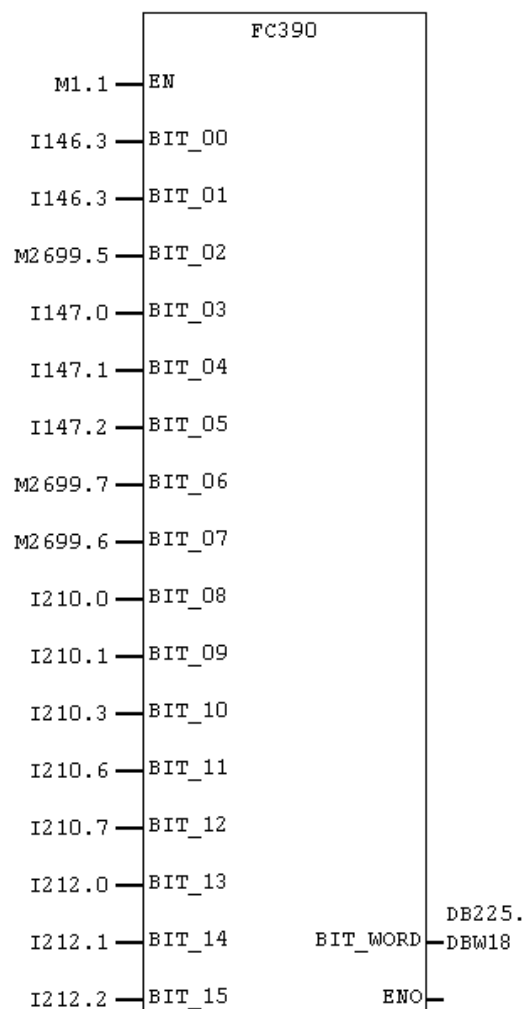 FC390
M1.1 EN
I146.3 BIT_00
I146.3 BIT_01
M2699.5 BIT_02
I147.0 BIT_03
I147.1 BIT_04
I147.2 BIT_05
M2699.7 BIT_06
M2699.6 BIT_07
I210.0 BIT_08
I210.1 BIT_09
I210.3 BIT_10
I210.6 BIT_11
I210.7 BIT_12
I212.0 BIT_13
DB225.
I212.1 BIT_14 BIT_WORD DBW18
I212.2 BIT_15 ENO